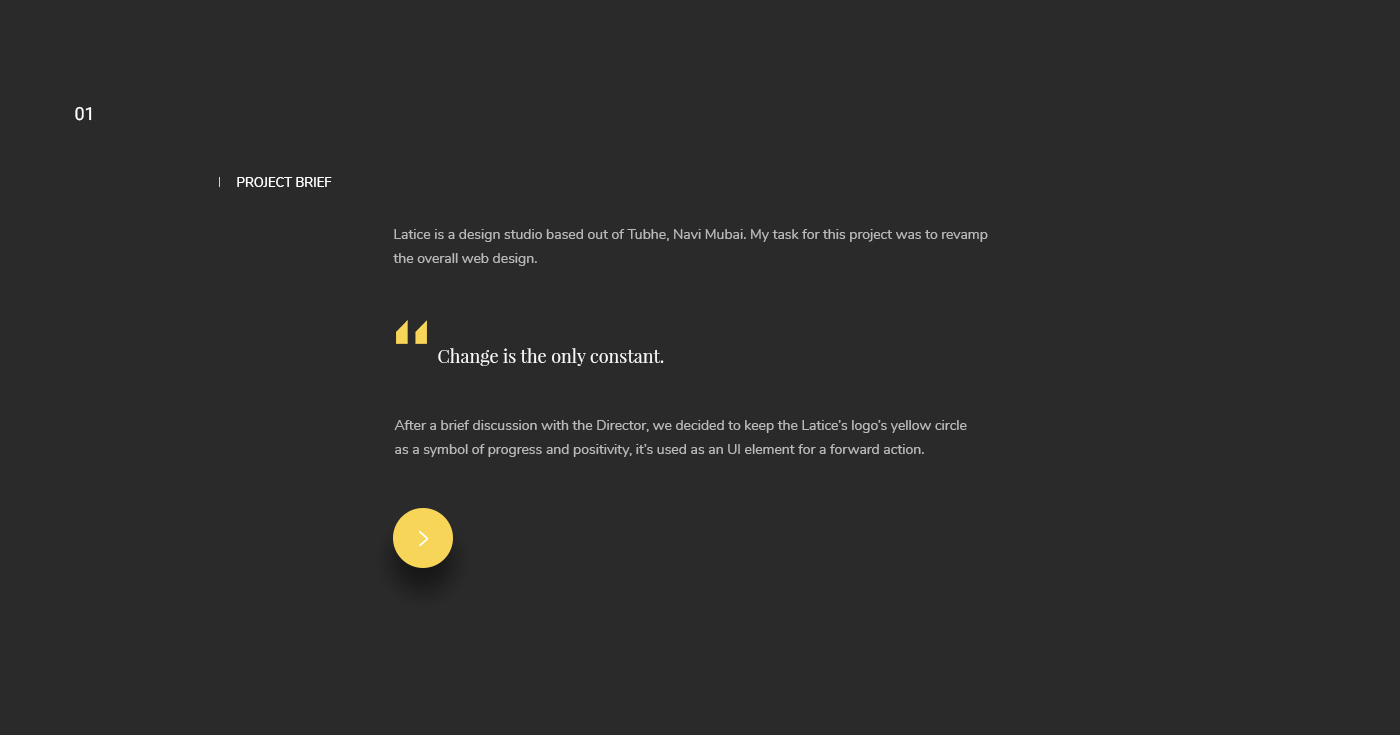 01
PROJECT BRIEF
Latice is a design studio based out of Tubhe, Navi Mubai. My task for this project was to revamp
the overall web design.
“ Change is the only constant.
After a brief discussion with the Director, we decided to keep the Latice’s logo’s yellow circle
as a symbol of progress and positivity, it’s used as an UI element for a forward action.